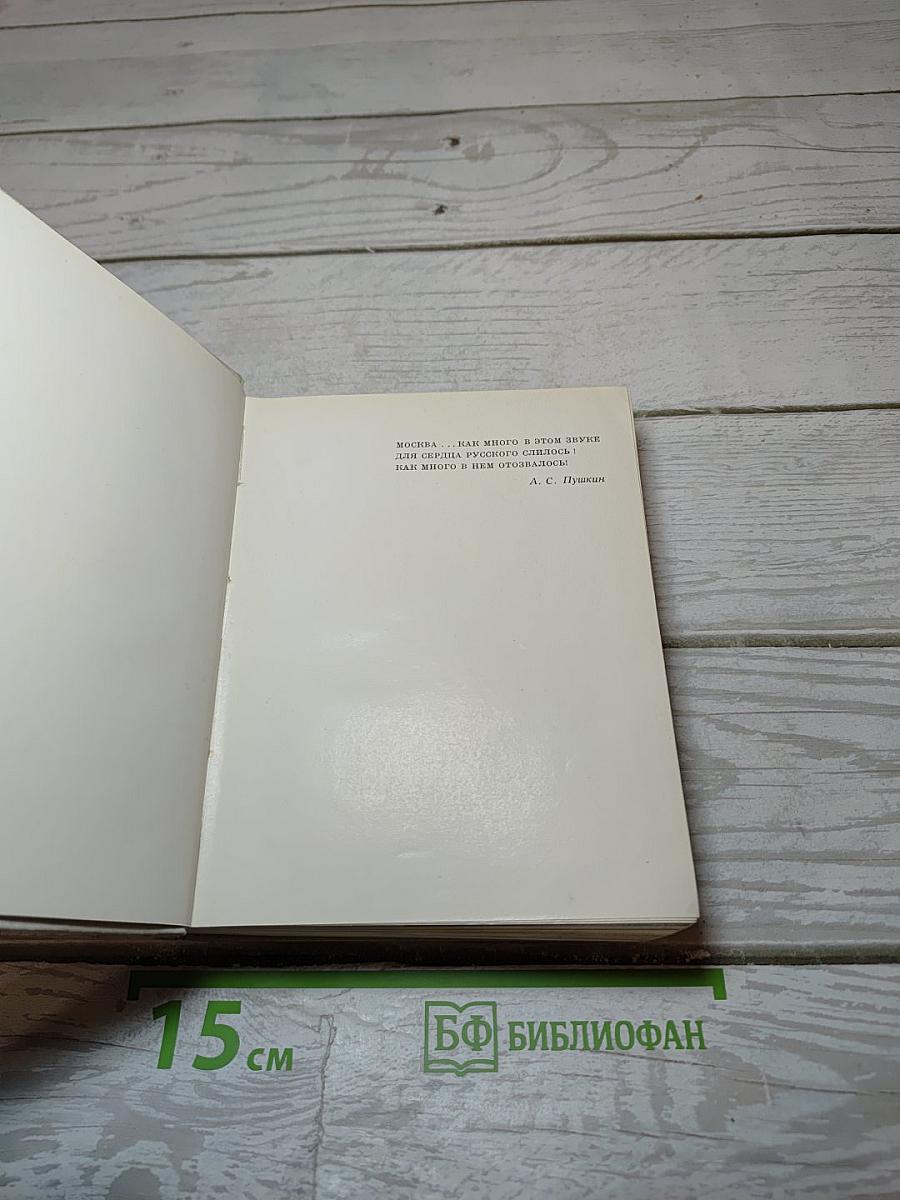 МОСКВА ... КАК МНОГО В ЭТОМ ЗВУКЕ
ДЛЯ СЕРДЦА РУССКОГО СЛИЛОСЬ!
КАК МНОГО В НЕМ ОТОЗВАЛОСЬ!
А. С. Пушкин
15 см
БФ БИБЛИОФАН